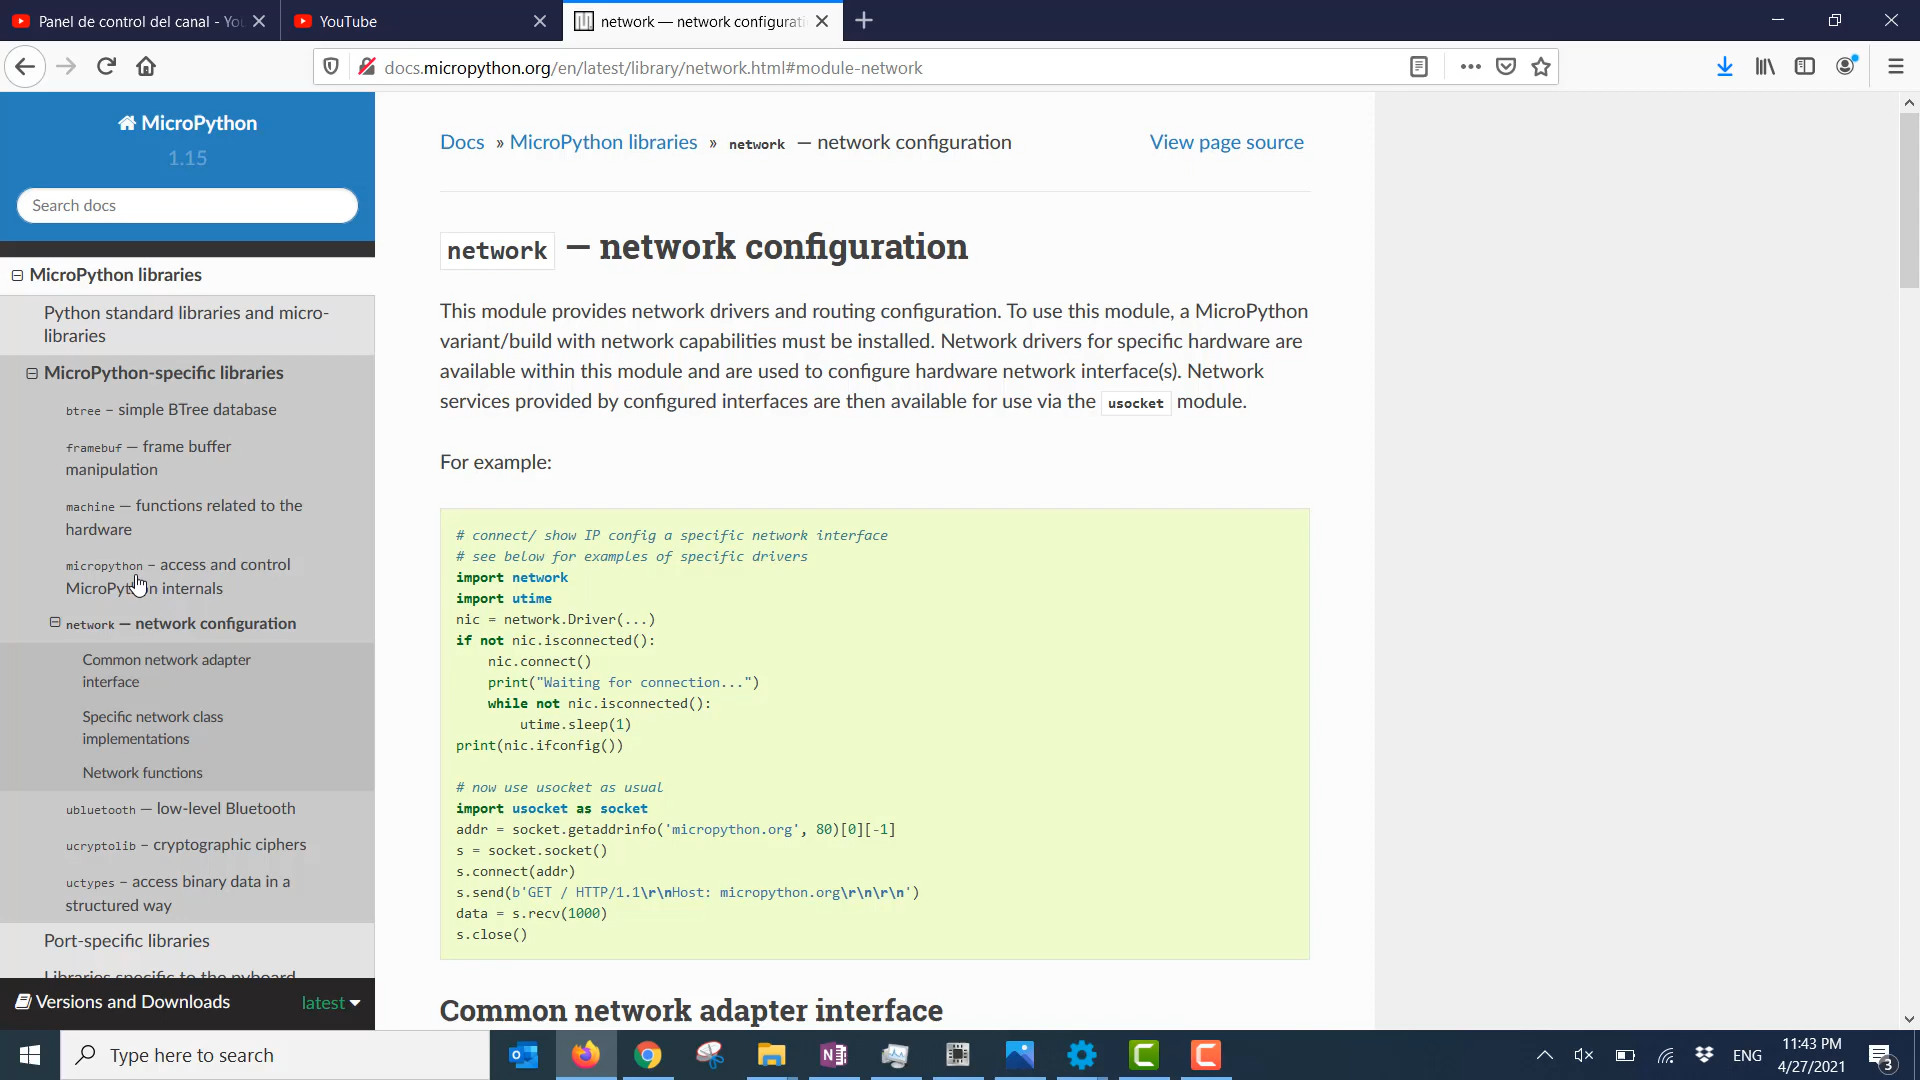 Panel de control del canal - You
YouTube
network — network configurati
docs.micropython.org/en/latest/library/network.html#module-network
MicroPython
1.15
Search docs
MicroPython libraries
Python standard libraries and micro-
libraries
MicroPython-specific libraries
btree – simple BTree database
framebuf — frame buffer
manipulation
machine — functions related to the
hardware
micropython – access and control
MicroPython internals
network — network configuration
Common network adapter
interface
Specific network class
implementations
Network functions
ubluetooth — low-level Bluetooth
ucryptolib – cryptographic ciphers
uctypes – access binary data in a
structured way
Port-specific libraries
Libraries specific to the pyboard
Versions and Downloads
latest
Docs » MicroPython libraries » network — network configuration
View page source
network — network configuration
This module provides network drivers and routing configuration. To use this module, a MicroPython
variant/build with network capabilities must be installed. Network drivers for specific hardware are
available within this module and are used to configure hardware network interface(s). Network
services provided by configured interfaces are then available for use via the usocket module.
For example:
# connect/ show IP config a specific network interface
# see below for examples of specific drivers
import network
import utime
nic = network.Driver(...)
if not nic.isconnected():
    nic.connect()
    print("Waiting for connection...")
    while not nic.isconnected():
        utime.sleep(1)
print(nic.ifconfig())
# now use usocket as usual
import usocket as socket
addr = socket.getaddrinfo('micropython.org', 80)[0][-1]
s = socket.socket()
s.connect(addr)
s.send(b'GET / HTTP/1.1\r\nHost: micropython.org\r\n\r\n')
data = s.recv(1000)
s.close()
Common network adapter interface
Type here to search
ENG
11:43 PM
4/27/2021
3